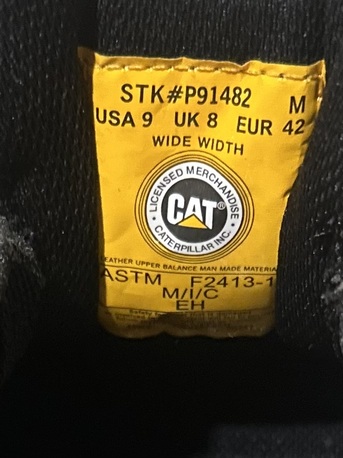 STK#P91482 M
USA 9 UK 8 EUR 42
WIDE WIDTH
LICENSED MERCHANDISE
CAT®
CATERPILLAR INC.
LEATHER UPPER BALANCE MAN MADE MATERIA
ASTM F2413-1
M/I/C
EH